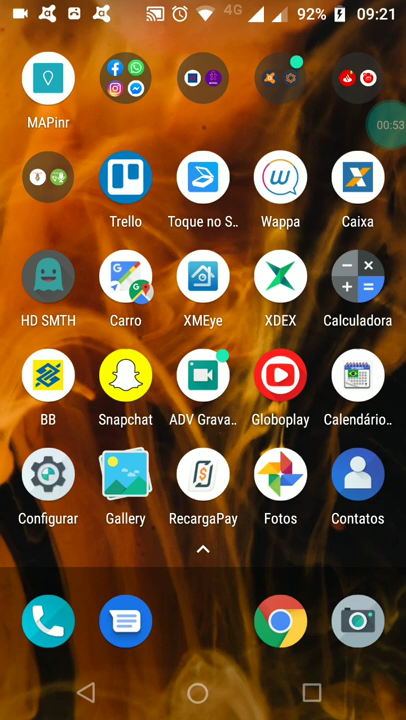 4G 92% 09:21
MAPinr
00:53
Trello Toque no S.. Wappa Caixa
HD SMTH Carro XMEye XDEX Calculadora
BB Snapchat ADV Grava.. Globoplay Calendário..
Configurar Gallery RecargaPay Fotos Contatos